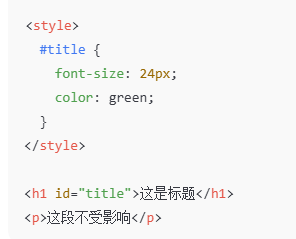 <style>
  #title {
    font-size: 24px;
    color: green;
  }
</style>

<h1 id="title">这是标题</h1>
<p>这段不受影响</p>